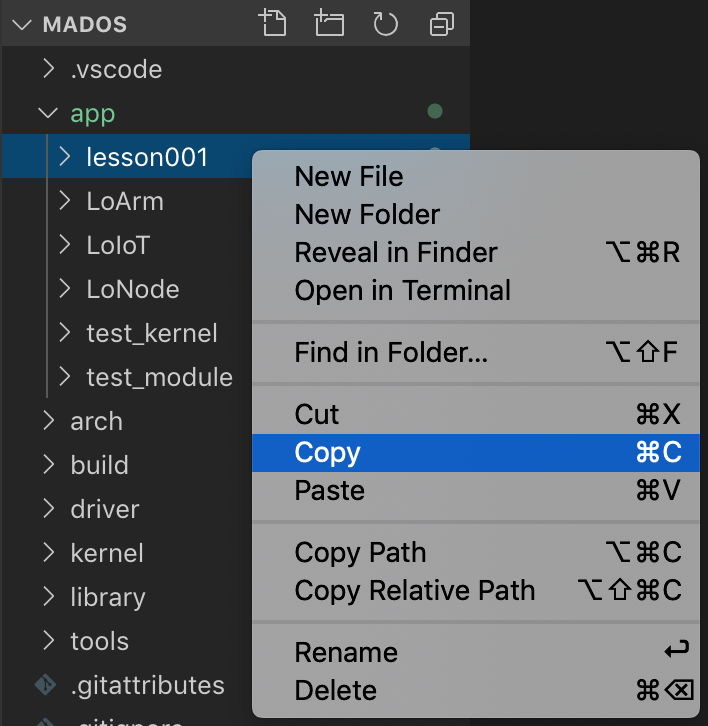 MADOS
.vscode
app
lesson001
LoArm
LoIoT
LoNode
test_kernel
test_module
arch
build
driver
kernel
library
tools
.gitattributes
.gitignore
New File
New Folder
Reveal in Finder ⌥⌘R
Open in Terminal
Find in Folder... ⌥⇧F
Cut ⌘X
Copy ⌘C
Paste ⌘V
Copy Path ⌥⌘C
Copy Relative Path ⌥⇧⌘C
Rename ↩
Delete ⌘⌫